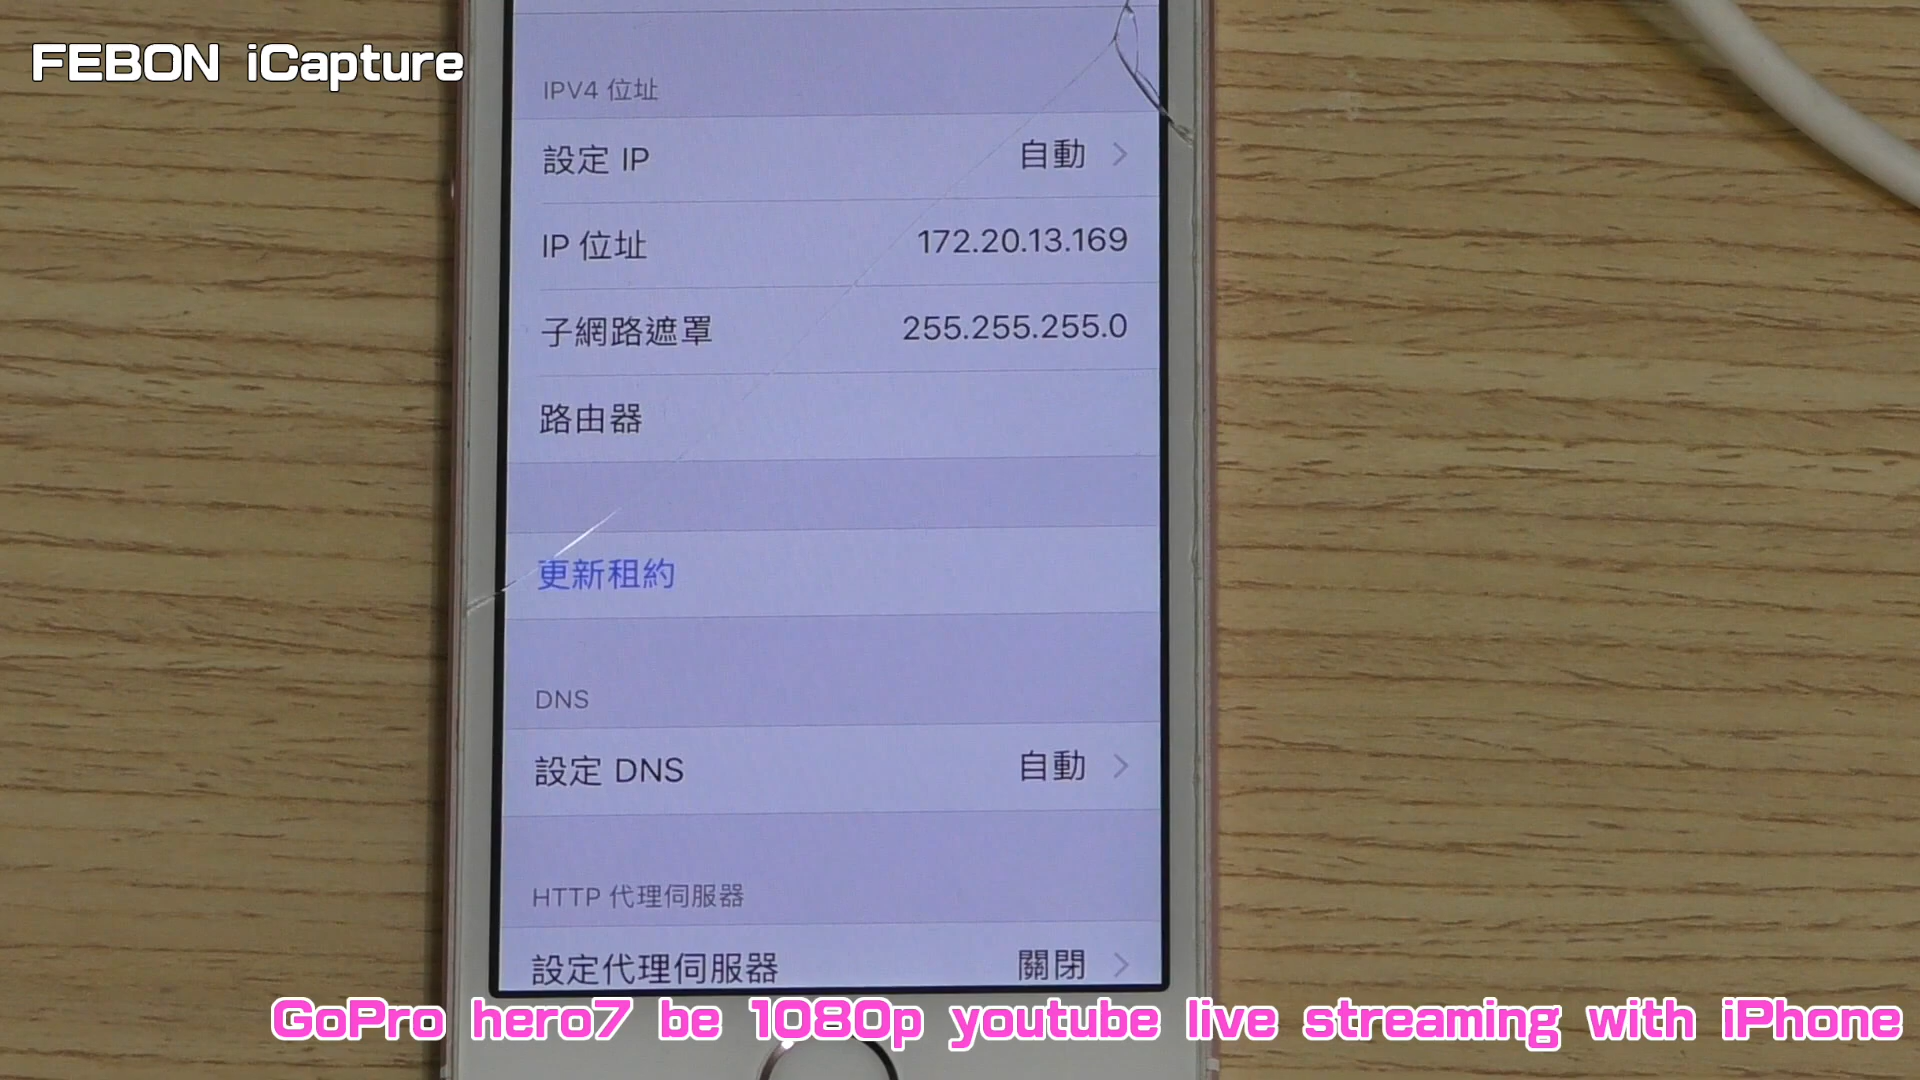 FEBON iCapture
IPV4 位址
設定 IP 自動
IP 位址 172.20.13.169
子網路遮罩 255.255.255.0
路由器
更新租約
DNS
設定 DNS 自動
HTTP 代理伺服器
設定代理伺服器 關閉
GoPro hero7 be 1080p youtube live streaming with iPhone